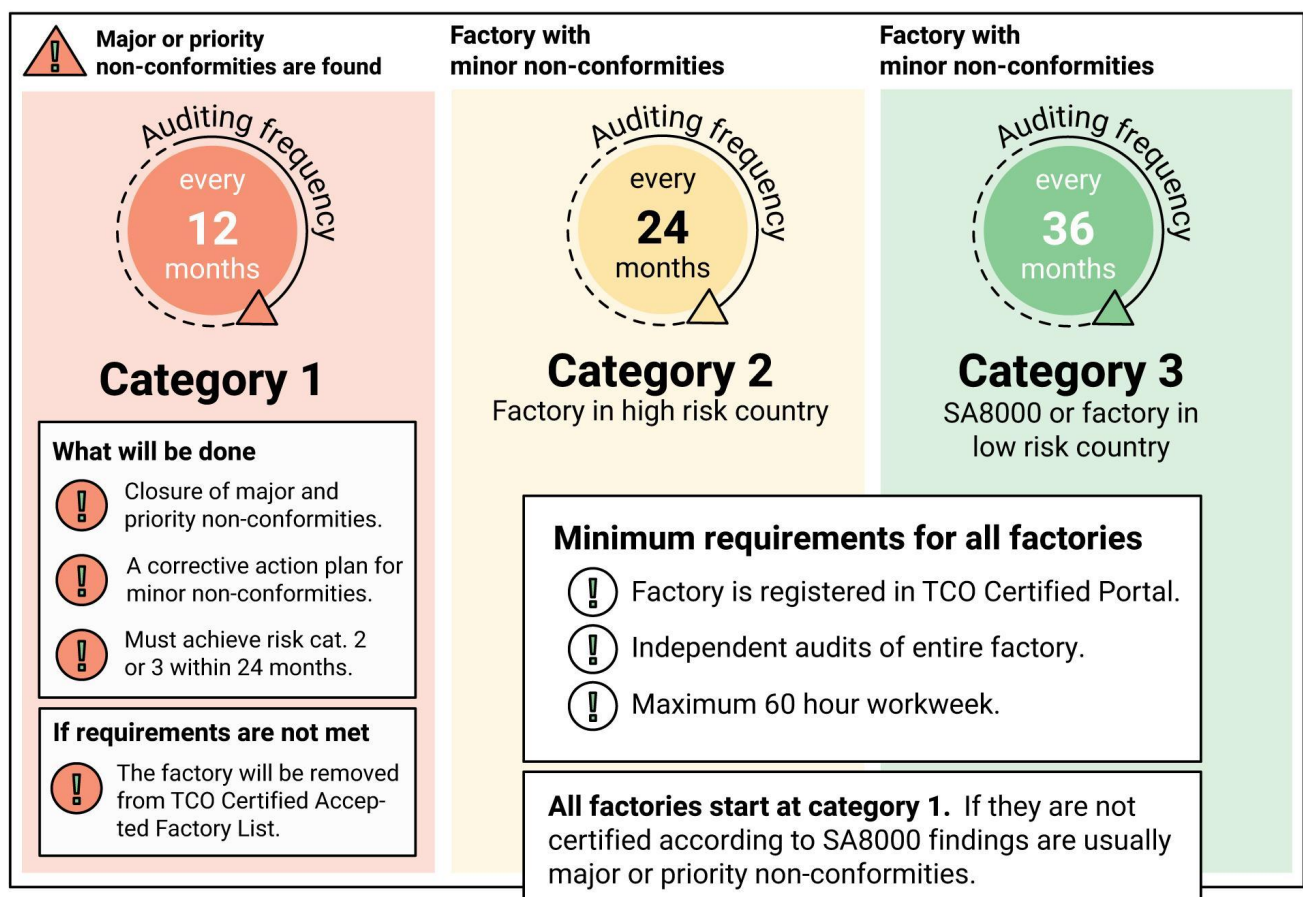 Major or priority
non-conformities are found
Auditing frequency
every
12
months
Category 1
What will be done
Closure of major and
priority non-conformities.
A corrective action plan for
minor non-conformities.
Must achieve risk cat. 2
or 3 within 24 months.
If requirements are not met
The factory will be removed
from TCO Certified Accep-
ted Factory List.
Factory with
minor non-conformities
Auditing frequency
every
24
months
Category 2
Factory in high risk country
Factory with
minor non-conformities
Auditing frequency
every
36
months
Category 3
SA8000 or factory in
low risk country
Minimum requirements for all factories
Factory is registered in TCO Certified Portal.
Independent audits of entire factory.
Maximum 60 hour workweek.
All factories start at category 1. If they are not
certified according to SA8000 findings are usually
major or priority non-conformities.